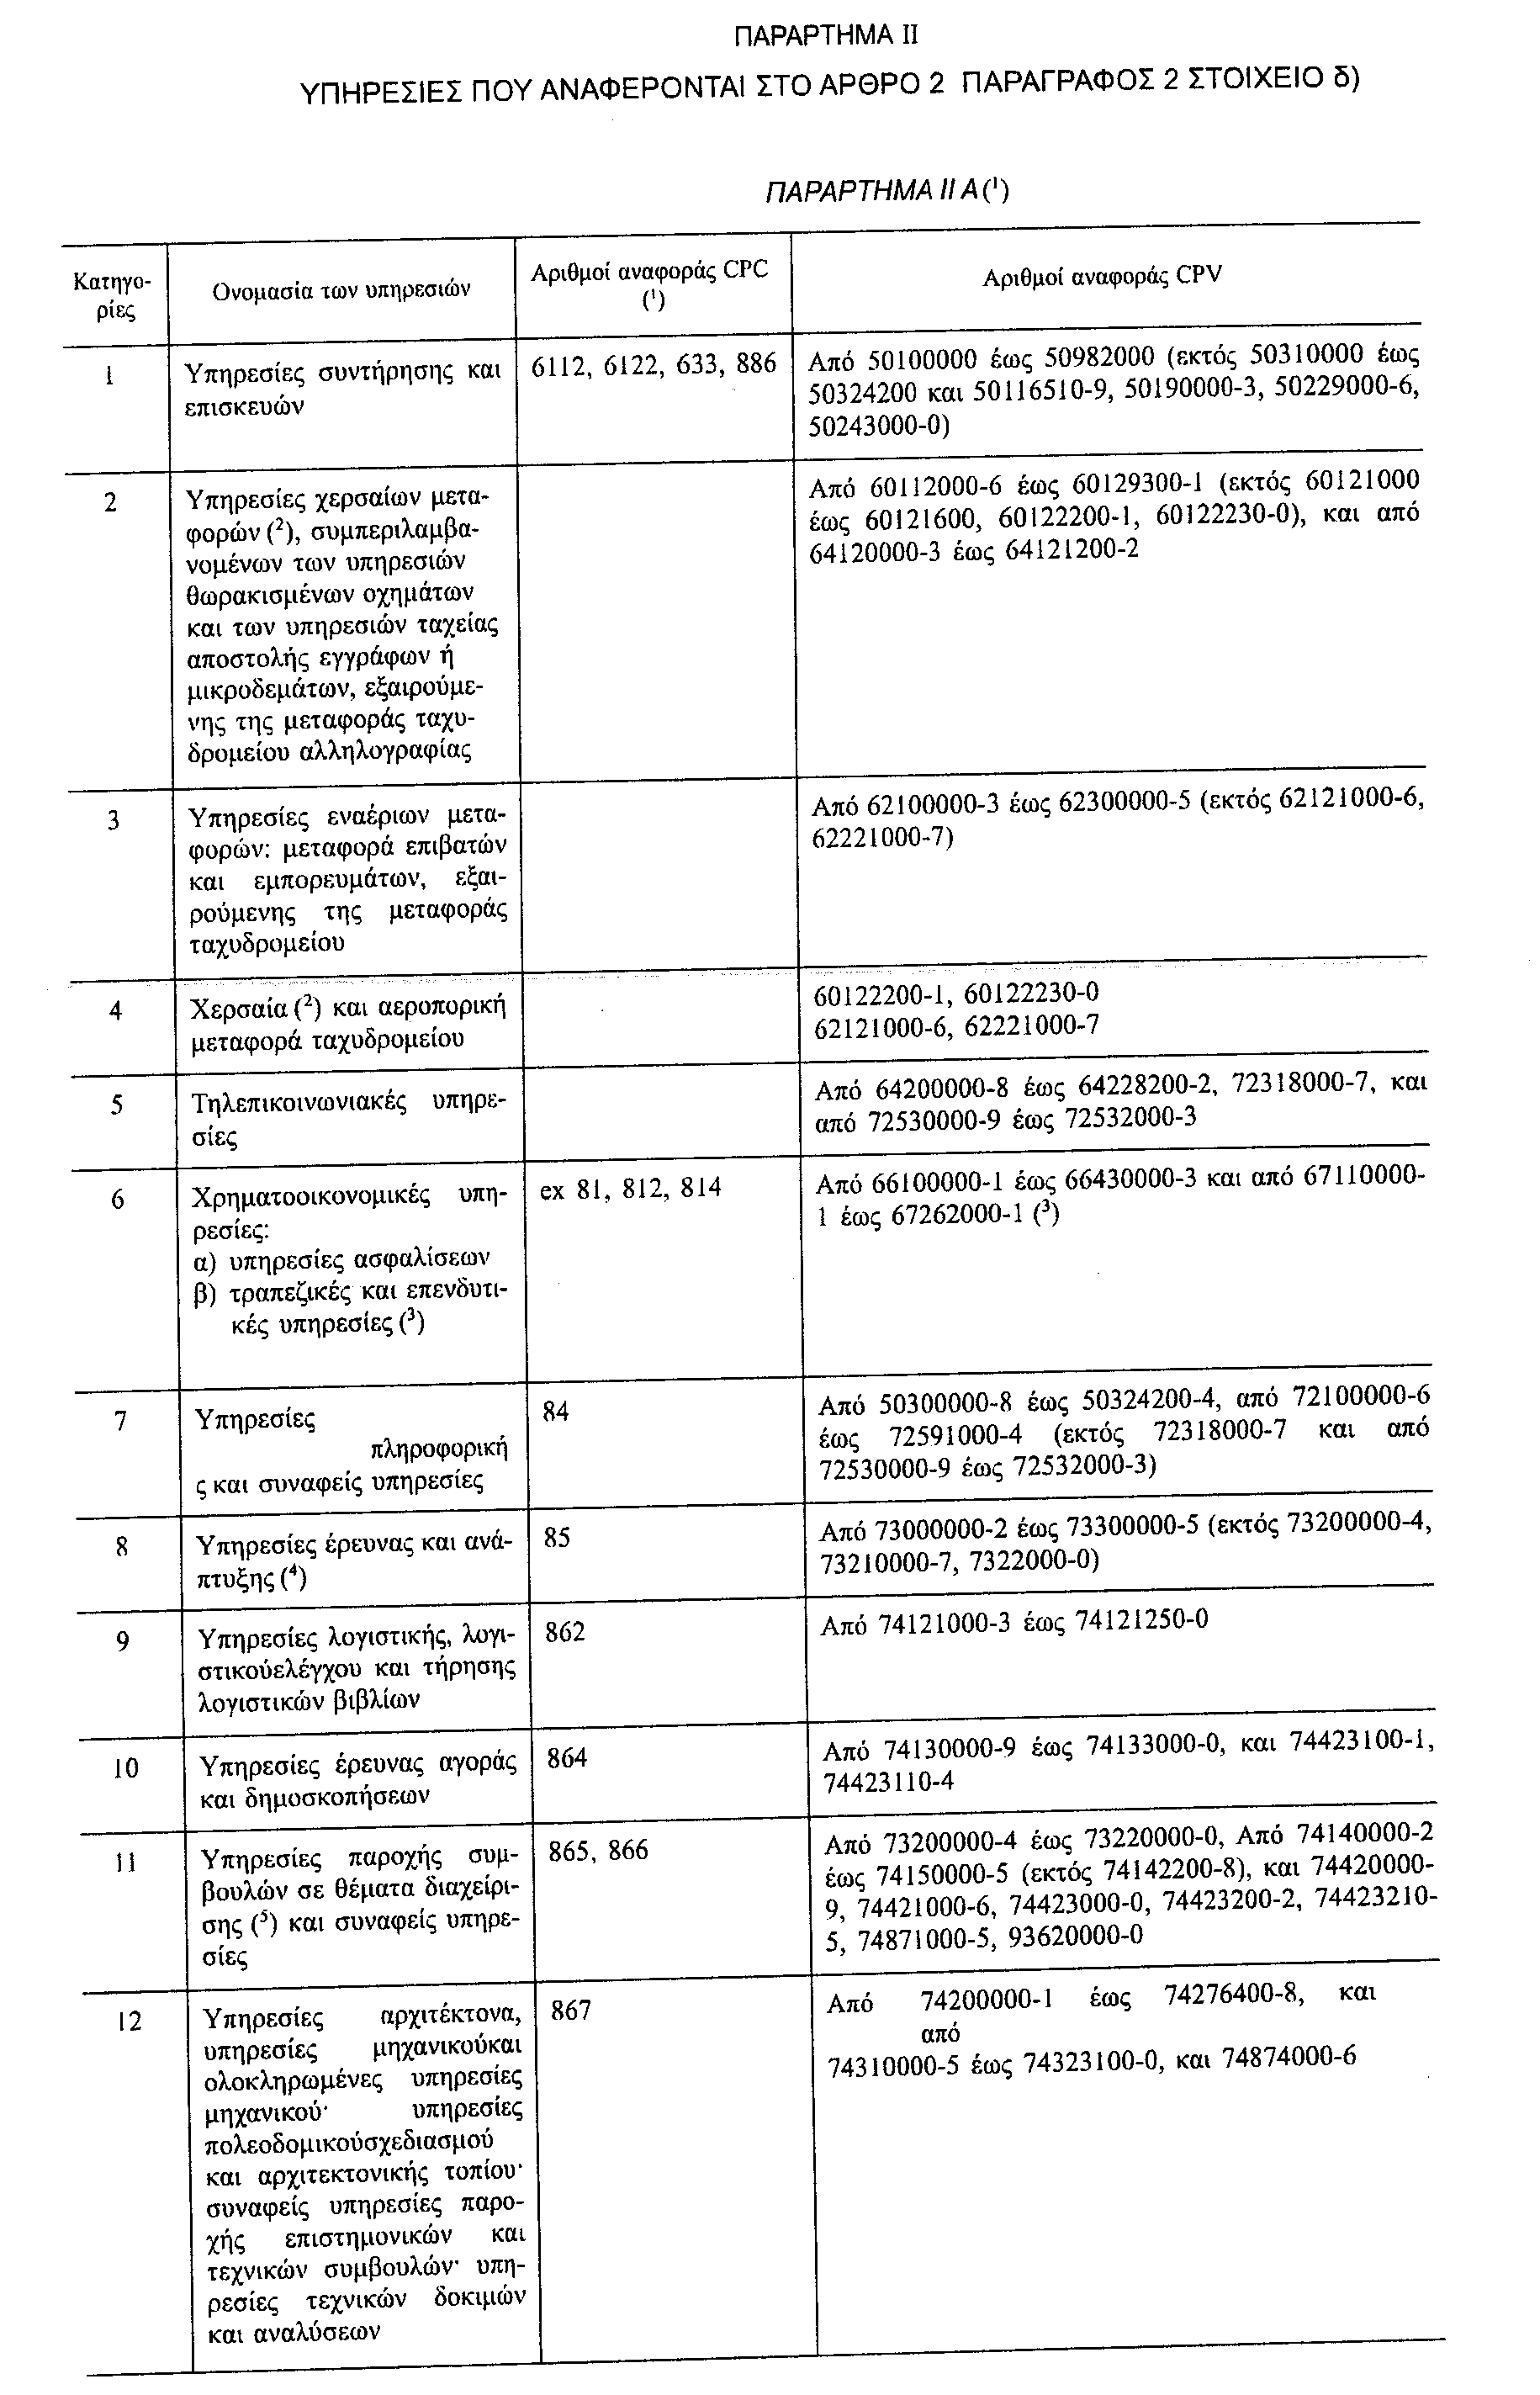 ΠΑΡΑΡΤΗΜΑ II
ΥΠΗΡΕΣΙΕΣ ΠΟΥ ΑΝΑΦΕΡΟΝΤΑΙ ΣΤΟ ΑΡΘΡΟ 2 ΠΑΡΑΓΡΑΦΟΣ 2 ΣΤΟΙΧΕΙΟ δ)
ΠΑΡΑΡΤΗΜΑ II Α(¹)
Κατηγο-
ρίες
Ονομασία των υπηρεσιών
Αριθμοί αναφοράς CPC
(¹)
Αριθμοί αναφοράς CPV
1
Υπηρεσίες συντήρησης και
επισκευών
6112, 6122, 633, 886
Από 50100000 έως 50982000 (εκτός 50310000 έως
50324200 και 50116510-9, 50190000-3, 50229000-6,
50243000-0)
2
Υπηρεσίες χερσαίων μετα-
φορών (²), συμπεριλαμβα-
νομένων των υπηρεσιών
θωρακισμένων οχημάτων
και των υπηρεσιών ταχείας
αποστολής εγγράφων ή
μικροδεμάτων, εξαιρούμε-
νης της μεταφοράς ταχυ-
δρομείου αλληλογραφίας
Από 60112000-6 έως 60129300-1 (εκτός 60121000
έως 60121600, 60122200-1, 60122230-0), και από
64120000-3 έως 64121200-2
3
Υπηρεσίες εναέριων μετα-
φορών: μεταφορά επιβατών
και εμπορευμάτων, εξαι-
ρούμενης της μεταφοράς
ταχυδρομείου
Από 62100000-3 έως 62300000-5 (εκτός 62121000-6,
62221000-7)
4
Χερσαία (²) και αεροπορική
μεταφορά ταχυδρομείου
60122200-1, 60122230-0
62121000-6, 62221000-7
5
Τηλεπικοινωνιακές υπηρε-
σίες
Από 64200000-8 έως 64228200-2, 72318000-7, και
από 72530000-9 έως 72532000-3
6
Χρηματοοικονομικές υπη-
ρεσίες:
α) υπηρεσίες ασφαλίσεων
β) τραπεζικές και επενδυτι-
κές υπηρεσίες (³)
ex 81, 812, 814
Από 66100000-1 έως 66430000-3 και από 67110000-
1 έως 67262000-1 (³)
7
Υπηρεσίες
πληροφορική
ς και συναφείς υπηρεσίες
84
Από 50300000-8 έως 50324200-4, από 72100000-6
έως 72591000-4 (εκτός 72318000-7 και από
72530000-9 έως 72532000-3)
8
Υπηρεσίες έρευνας και ανά-
πτυξης (⁴)
85
Από 73000000-2 έως 73300000-5 (εκτός 73200000-4,
73210000-7, 7322000-0)
9
Υπηρεσίες λογιστικής, λογι-
στικούελέγχου και τήρησης
λογιστικών βιβλίων
862
Από 74121000-3 έως 74121250-0
10
Υπηρεσίες έρευνας αγοράς
και δημοσκοπήσεων
864
Από 74130000-9 έως 74133000-0, και 74423100-1,
74423110-4
11
Υπηρεσίες παροχής συμ-
βουλών σε θέματα διαχείρι-
σης (⁵) και συναφείς υπηρε-
σίες
865, 866
Από 73200000-4 έως 73220000-0, Από 74140000-2
έως 74150000-5 (εκτός 74142200-8), και 74420000-
9, 74421000-6, 74423000-0, 74423200-2, 74423210-
5, 74871000-5, 93620000-0
12
Υπηρεσίες αρχιτέκτονα,
υπηρεσίες μηχανικούκαι
ολοκληρωμένες υπηρεσίες
μηχανικού· υπηρεσίες
πολεοδομικούσχεδιασμού
και αρχιτεκτονικής τοπίου·
συναφείς υπηρεσίες παρο-
χής επιστημονικών και
τεχνικών συμβουλών· υπη-
ρεσίες τεχνικών δοκιμών
και αναλύσεων
867
Από 74200000-1 έως 74276400-8, και
από
74310000-5 έως 74323100-0, και 74874000-6